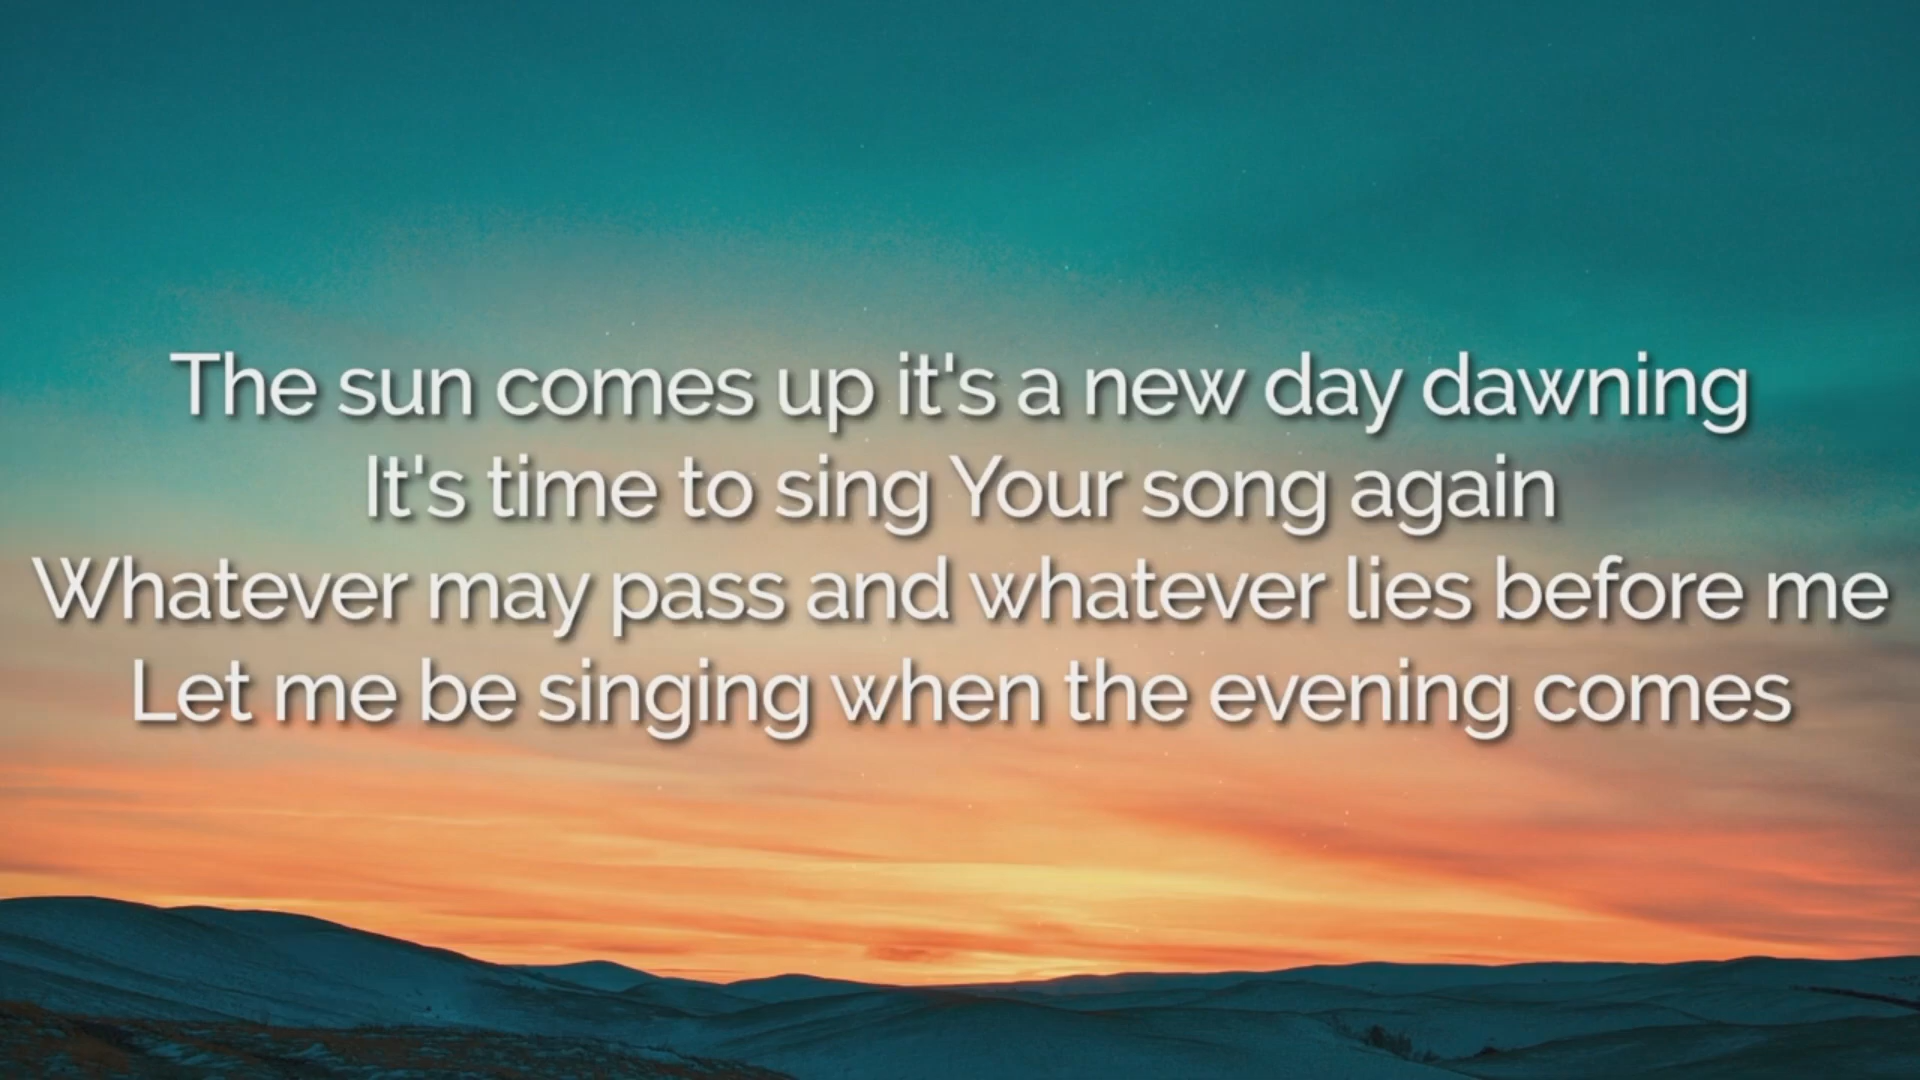 The sun comes up it's a new day dawning
It's time to sing Your song again
Whatever may pass and whatever lies before me
Let me be singing when the evening comes